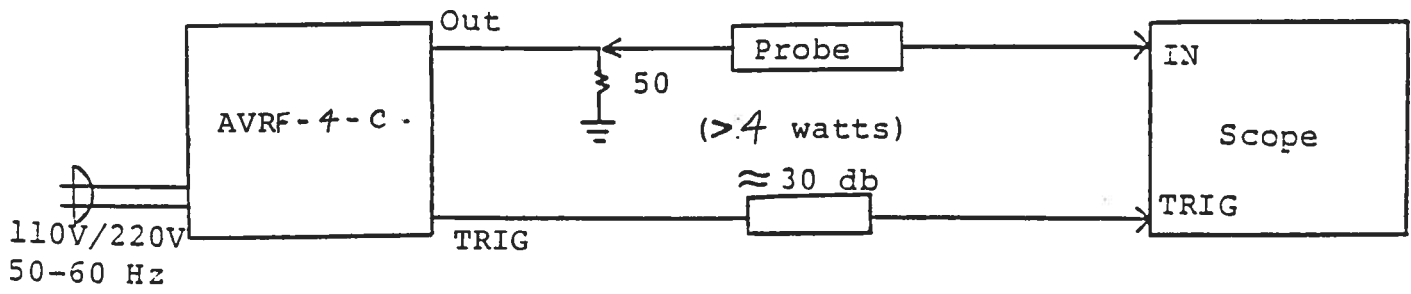 Out
Probe
IN
50
AVRF-4-C.
(>.4 watts)
Scope
≈ 30 db
TRIG
TRIG
110V/220V
50-60 Hz